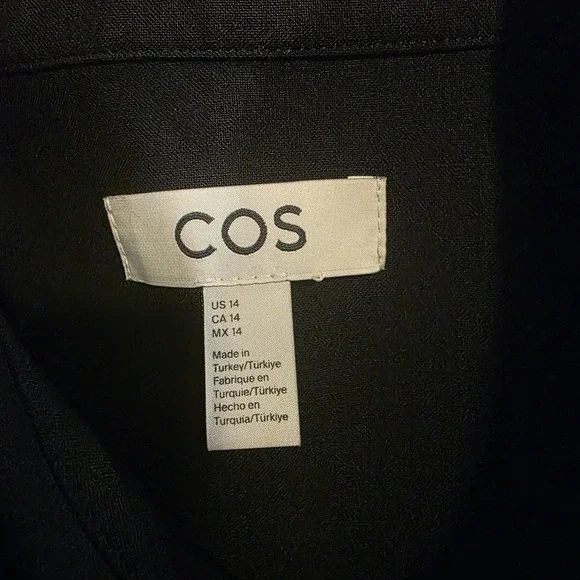 COS
US 14
CA 14
MX 14
Made in
Turkey/Türkiye
Fabriqué en
Turquie/Türkiye
Hecho en
Turquía/Türkiye